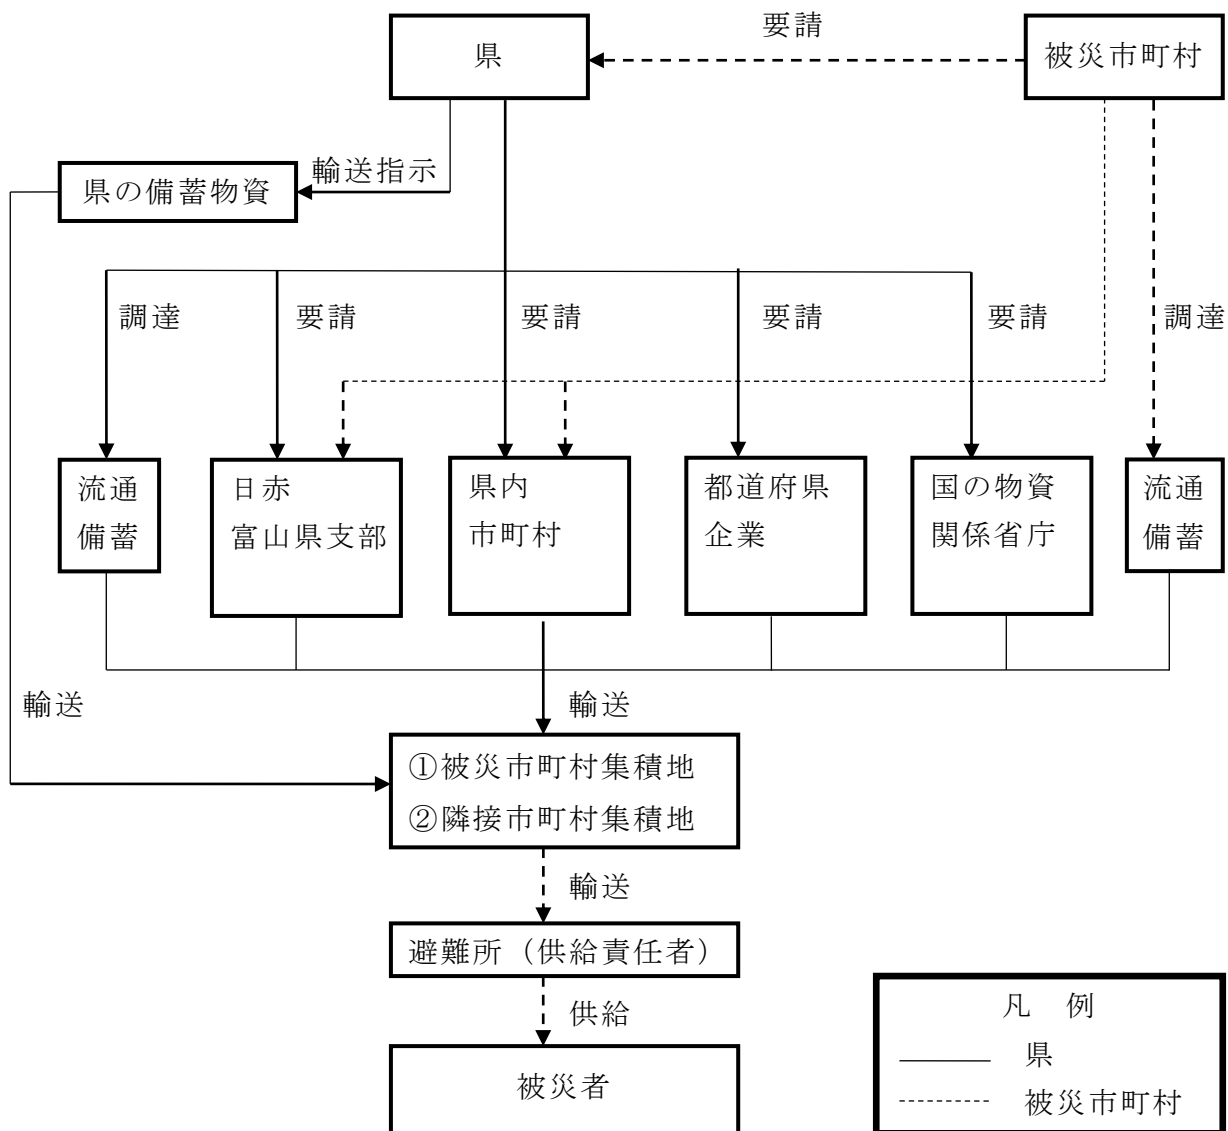 要請
県
被災市町村
輸送指示
県の備蓄物資
調達
要請
要請
要請
要請
調達
流通
備蓄
日赤
富山県支部
県内
市町村
都道府県
企業
国の物資
関係省庁
流通
備蓄
輸送
輸送
①被災市町村集積地
②隣接市町村集積地
輸送
避難所（供給責任者）
供給
被災者
凡　例
県
被災市町村